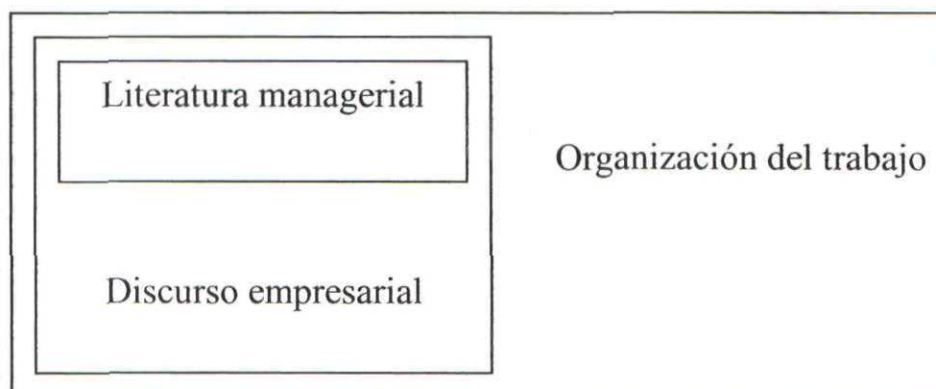 Literatura managerial
Organización del trabajo
Discurso empresarial